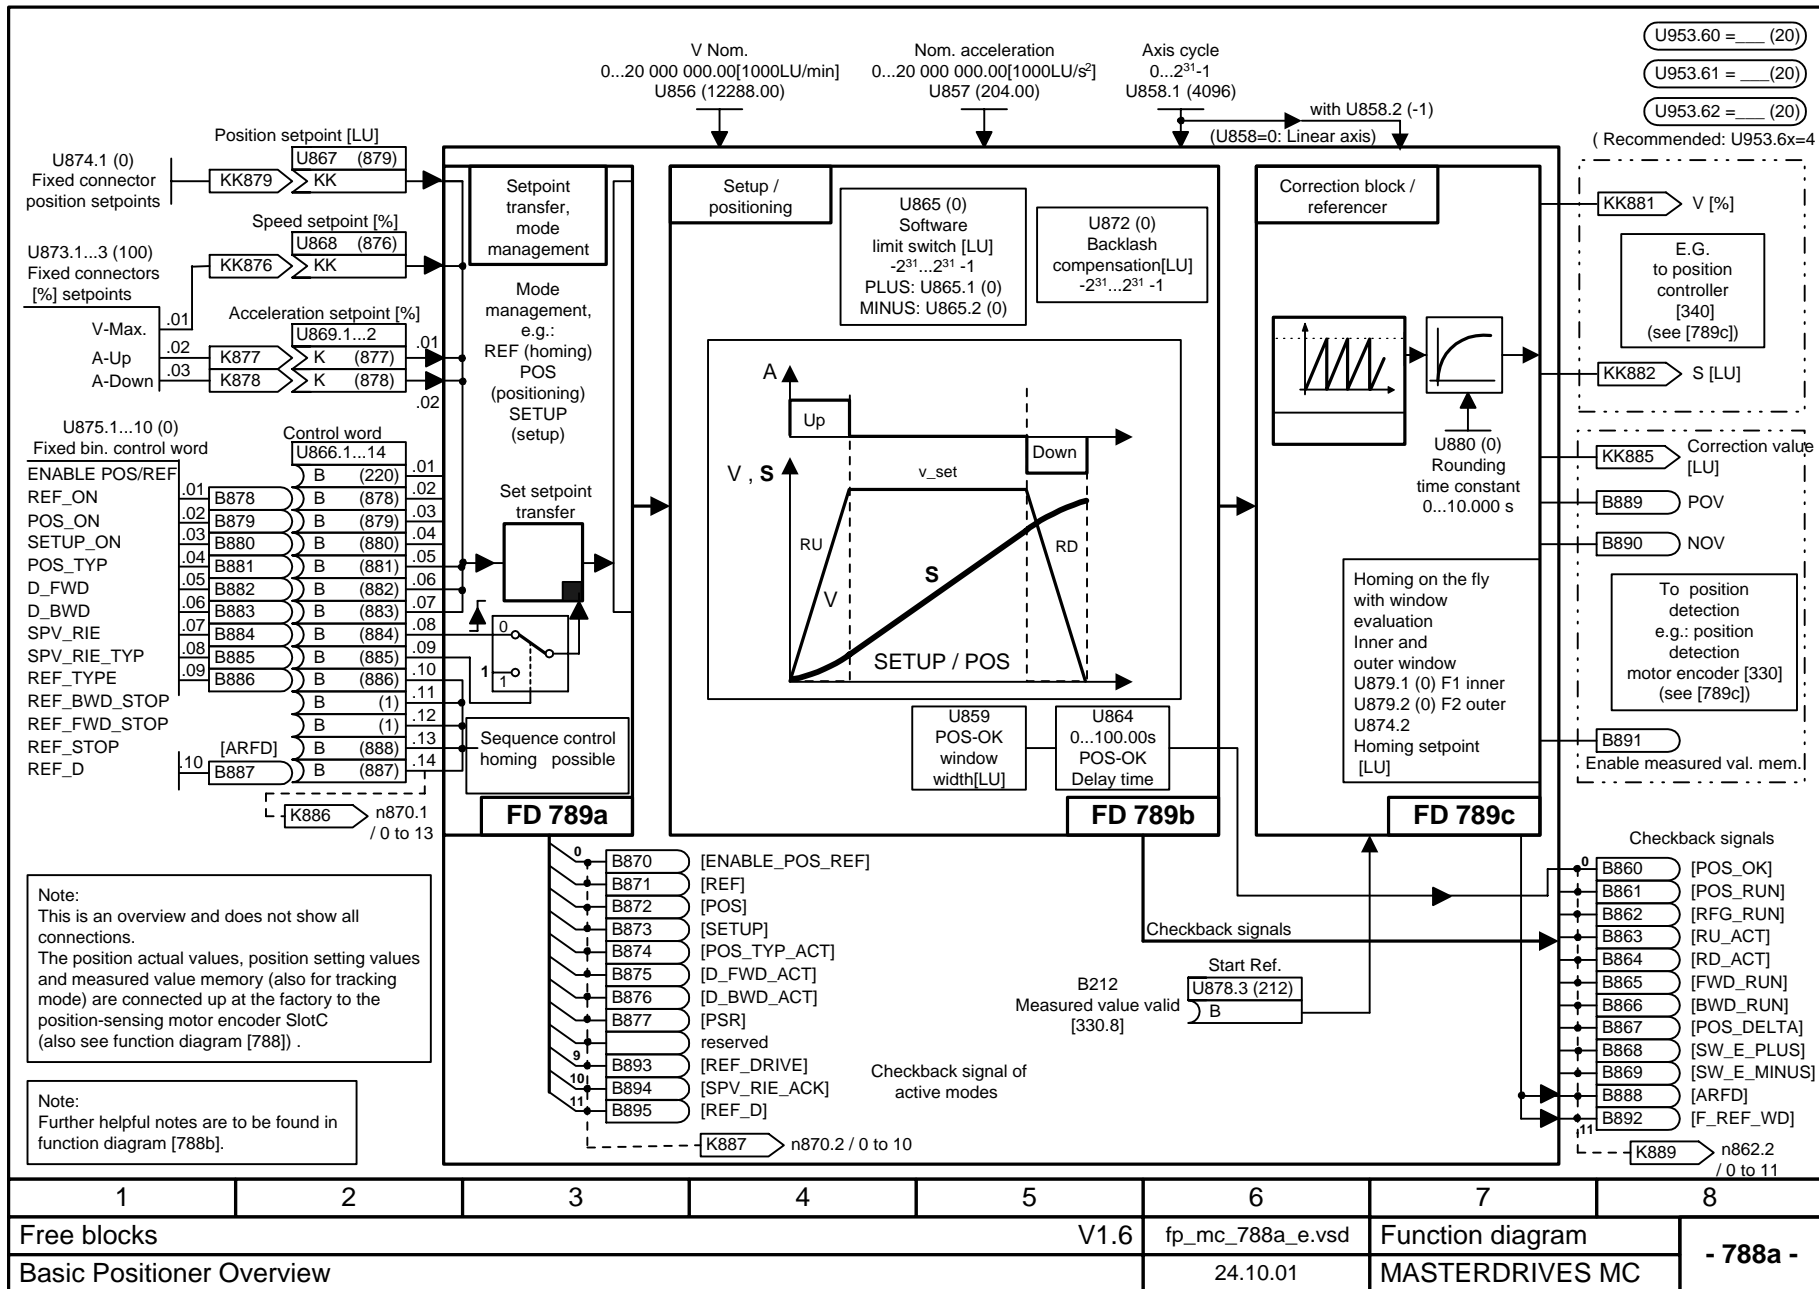 U953.60 =___ (20)
U953.61 = ___(20)
U953.62 =___ (20)
( Recommended: U953.6x=4
V Nom.
0...20 000 000.00[1000LU/min]
U856 (12288.00)
Nom. acceleration
0...20 000 000.00[1000LU/s²]
U857 (204.00)
Axis cycle
0...2³¹-1
U858.1 (4096)
with U858.2 (-1)
(U858=0: Linear axis)
Position setpoint [LU]
U874.1 (0)
Fixed connector
position setpoints
KK879
U867 (879)
KK
Speed setpoint [%]
U873.1...3 (100)
Fixed connectors
[%] setpoints
KK876
U868 (876)
KK
V-Max.
.01
A-Up
.02
A-Down
.03
Acceleration setpoint [%]
U869.1...2
K877
K (877)
.01
K878
K (878)
.02
U875.1...10 (0)
Fixed bin. control word
Control word
U866.1...14
ENABLE POS/REF
B (220) .01
REF_ON .01 B878 B (878) .02
POS_ON .02 B879 B (879) .03
SETUP_ON .03 B880 B (880) .04
POS_TYP .04 B881 B (881) .05
D_FWD .05 B882 B (882) .06
D_BWD .06 B883 B (883) .07
SPV_RIE .07 B884 B (884) .08
SPV_RIE_TYP .08 B885 B (885) .09
REF_TYPE .09 B886 B (886) .10
REF_BWD_STOP B (1) .11
REF_FWD_STOP B (1) .12
REF_STOP B (888) .13
[ARFD]
REF_D .10 B887 B (887) .14
K886
n870.1
/ 0 to 13
Setpoint
transfer,
mode
management
Mode
management,
e.g.:
REF (homing)
POS
(positioning)
SETUP
(setup)
Set setpoint
transfer
0
1
1
Sequence control
homing possible
FD 789a
Setup /
positioning
U865 (0)
Software
limit switch [LU]
-2³¹...2³¹ -1
PLUS: U865.1 (0)
MINUS: U865.2 (0)
U872 (0)
Backlash
compensation[LU]
-2³¹...2³¹ -1
A
Up
Down
V , S
v_set
RU
RD
S
V
SETUP / POS
U859
POS-OK
window
width[LU]
U864
0...100.00s
POS-OK
Delay time
FD 789b
Correction block /
referencer
U880 (0)
Rounding
time constant
0...10.000 s
Homing on the fly
with window
evaluation
Inner and
outer window
U879.1 (0) F1 inner
U879.2 (0) F2 outer
U874.2
Homing setpoint
[LU]
FD 789c
KK881 V [%]
E.G.
to position
controller
[340]
(see [789c])
KK882 S [LU]
KK885 Correction value
[LU]
B889 POV
B890 NOV
To position
detection
e.g.: position
detection
motor encoder [330]
(see [789c])
B891
Enable measured val. mem.
0 B870 [ENABLE_POS_REF]
B871 [REF]
B872 [POS]
B873 [SETUP]
B874 [POS_TYP_ACT]
B875 [D_FWD_ACT]
B876 [D_BWD_ACT]
B877 [PSR]
reserved
9 B893 [REF_DRIVE]
10 B894 [SPV_RIE_ACK]
11 B895 [REF_D]
K887 n870.2 / 0 to 10
Checkback signal of
active modes
Checkback signals
B212
Measured value valid
[330.8]
Start Ref.
U878.3 (212)
B
Checkback signals
0 B860 [POS_OK]
B861 [POS_RUN]
B862 [RFG_RUN]
B863 [RU_ACT]
B864 [RD_ACT]
B865 [FWD_RUN]
B866 [BWD_RUN]
B867 [POS_DELTA]
B868 [SW_E_PLUS]
B869 [SW_E_MINUS]
B888 [ARFD]
B892 [F_REF_WD]
11
K889 n862.2
/ 0 to 11
Note:
This is an overview and does not show all
connections.
The position actual values, position setting values
and measured value memory (also for tracking
mode) are connected up at the factory to the
position-sensing motor encoder SlotC
(also see function diagram [788]) .
Note:
Further helpful notes are to be found in
function diagram [788b].
1 2 3 4 5 6 7 8
Free blocks V1.6 fp_mc_788a_e.vsd Function diagram
- 788a -
Basic Positioner Overview 24.10.01 MASTERDRIVES MC